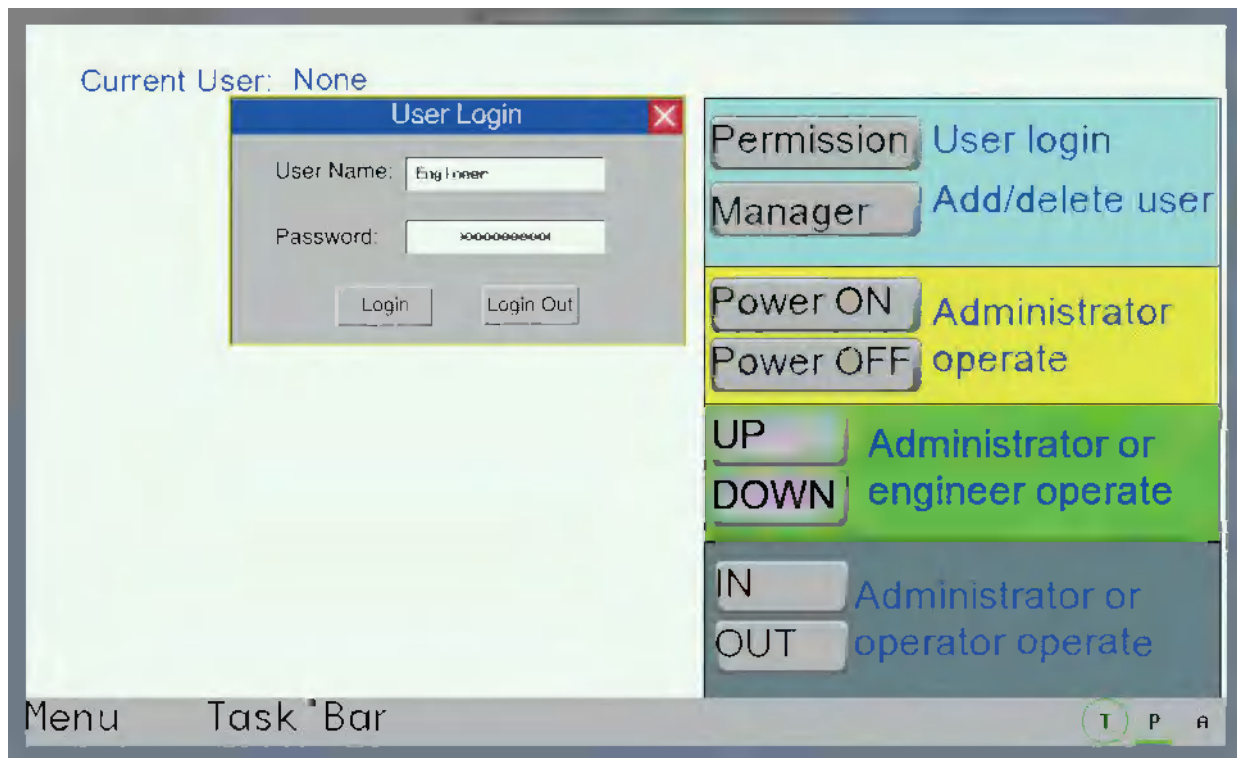 Current User: None
User Login
User Name: Engineer
Password:
Login Login Out
Permission User login
Manager Add/delete user
Power ON Administrator
Power OFF operate
UP Administrator or
DOWN engineer operate
IN Administrator or
OUT operator operate
Menu Task Bar T P A